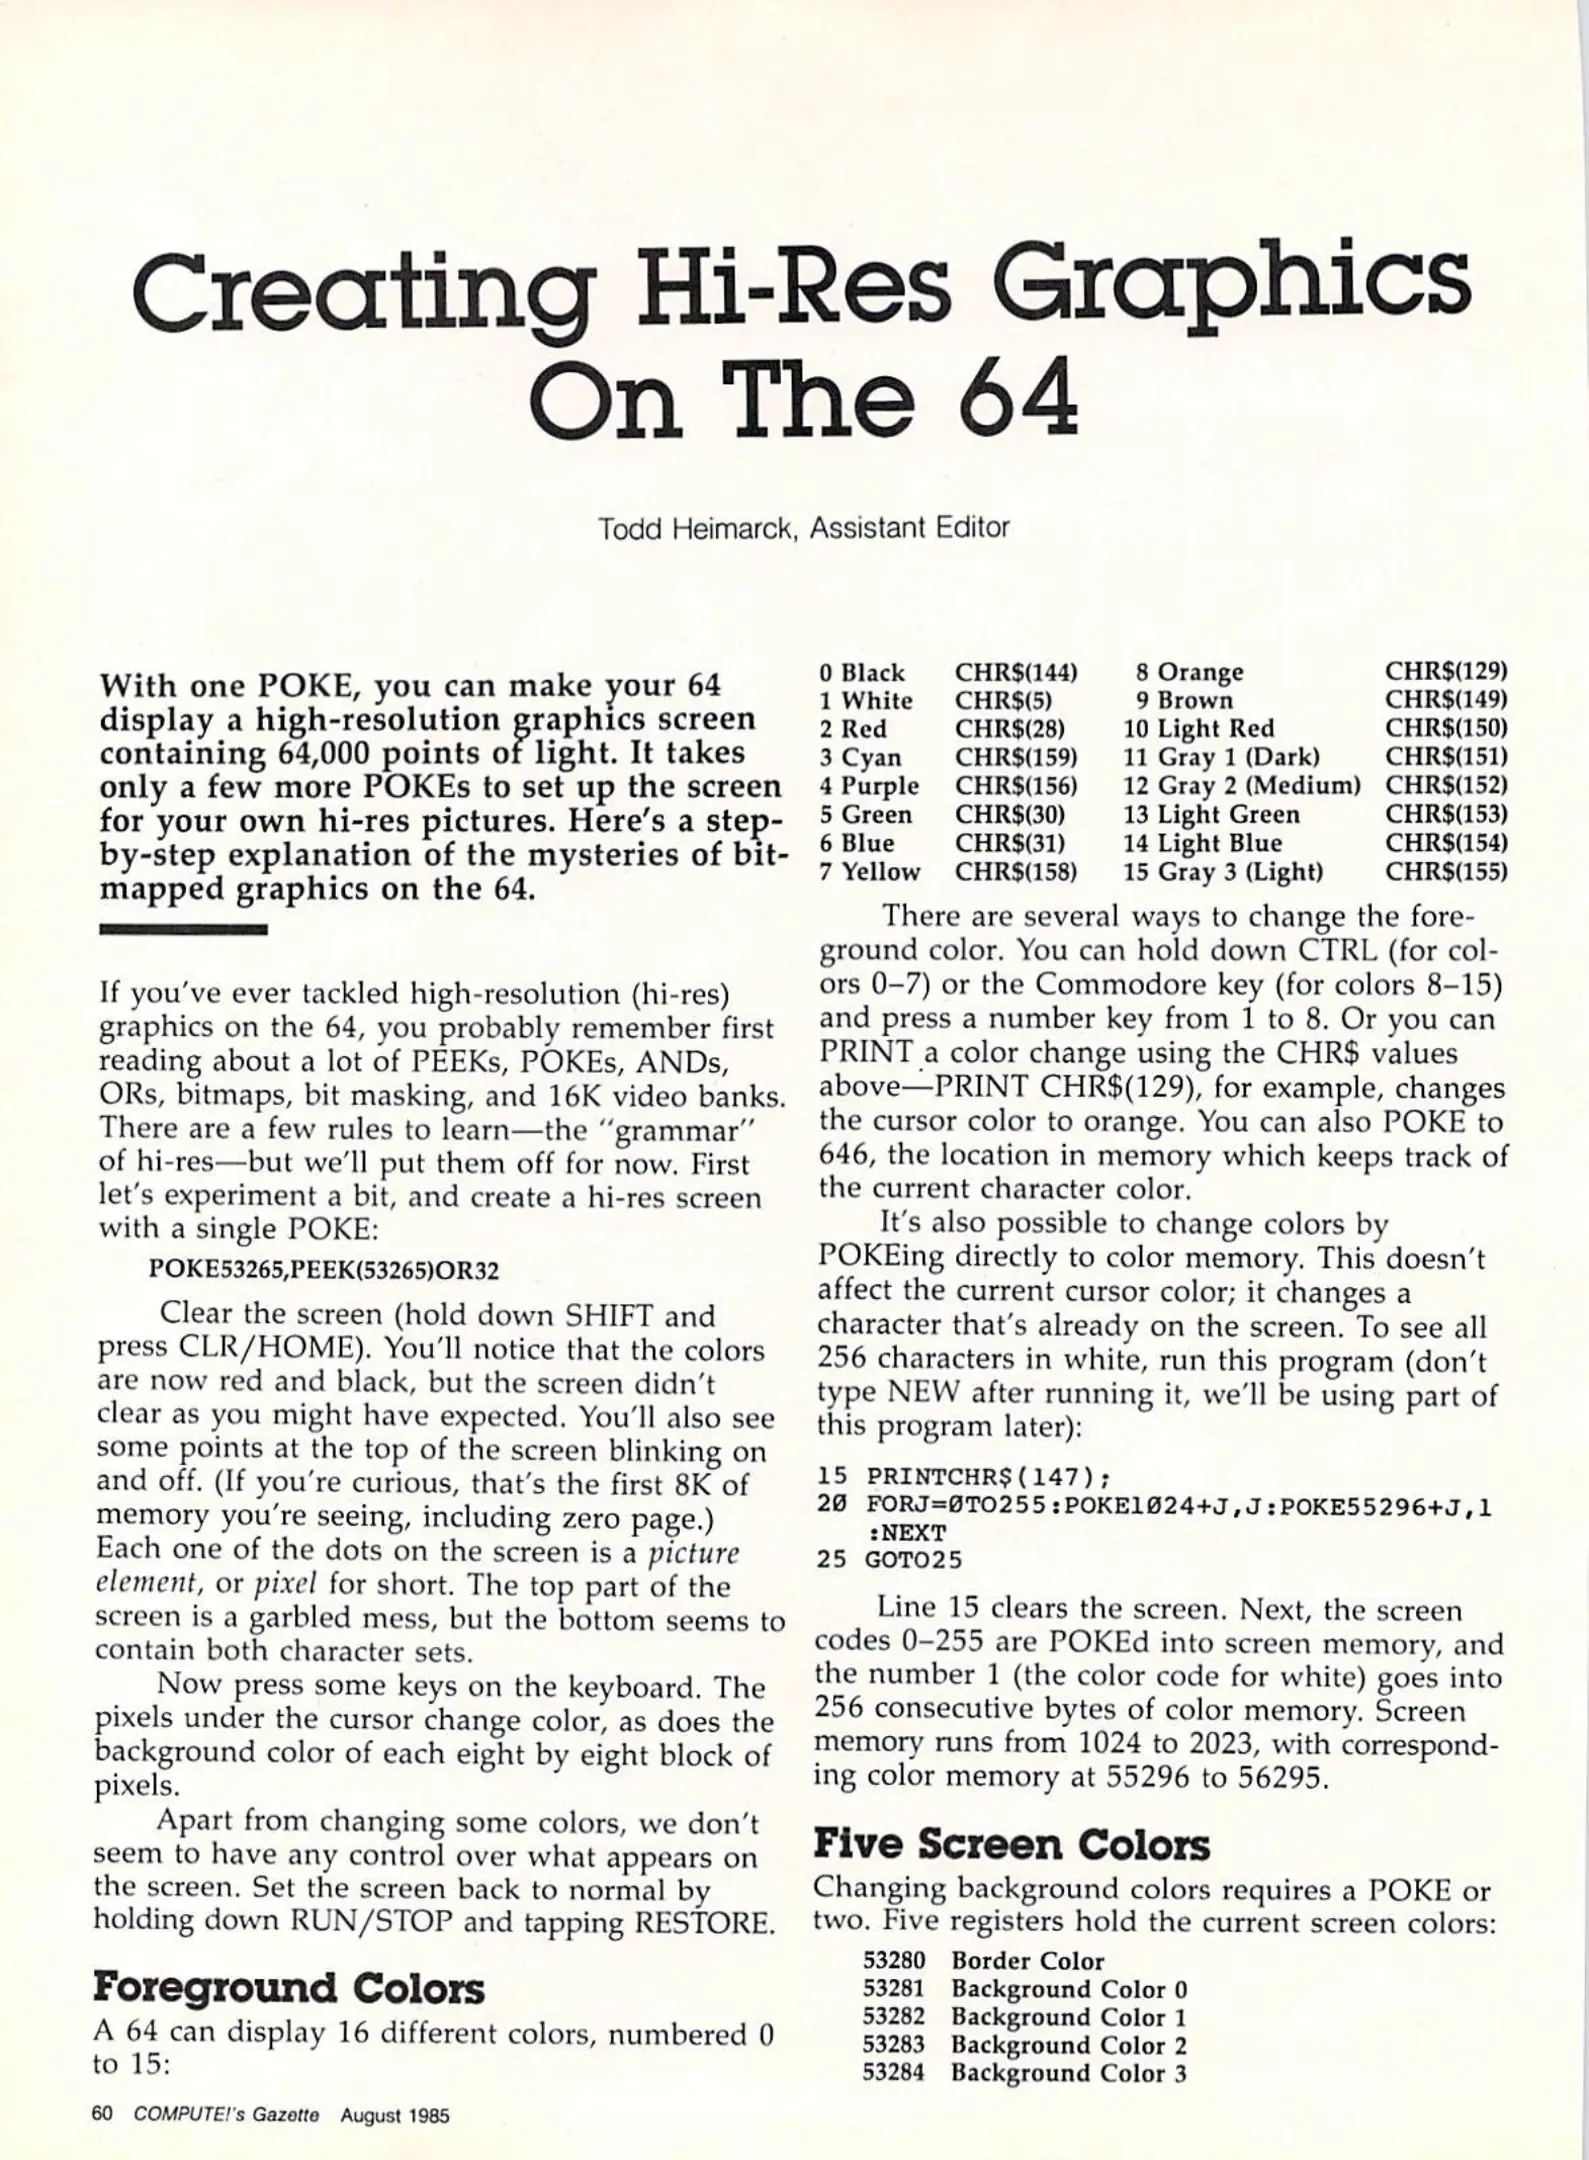 Creating Hi-Res Graphics
On The 64
Todd Heimarck, Assistant Editor
With one POKE, you can make your 64
display a high-resolution graphics screen
containing 64,000 points of light. It takes
only a few more POKEs to set up the screen
for your own hi-res pictures. Here's a step-
by-step explanation of the mysteries of bit-
mapped graphics on the 64.
If you've ever tackled high-resolution (hi-res)
graphics on the 64, you probably remember first
reading about a lot of PEEKs, POKEs, ANDs,
ORs, bitmaps, bit masking, and 16K video banks.
There are a few rules to learn—the "grammar"
of hi-res—but we'll put them off for now. First
let's experiment a bit, and create a hi-res screen
with a single POKE:
POKE53265,PEEK(53265)OR32
Clear the screen (hold down SHIFT and
press CLR/HOME). You'll notice that the colors
are now red and black, but the screen didn't
clear as you might have expected. You'll also see
some points at the top of the screen blinking on
and off. (If you're curious, that's the first 8K of
memory you're seeing, including zero page.)
Each one of the dots on the screen is a picture
element, or pixel for short. The top part of the
screen is a garbled mess, but the bottom seems to
contain both character sets.
Now press some keys on the keyboard. The
pixels under the cursor change color, as does the
background color of each eight by eight block of
pixels.
Apart from changing some colors, we don't
seem to have any control over what appears on
the screen. Set the screen back to normal by
holding down RUN/STOP and tapping RESTORE.
Foreground Colors
A 64 can display 16 different colors, numbered 0
to 15:
0 Black CHR$(144) 8 Orange CHR$(129)
1 White CHR$(5) 9 Brown CHR$(149)
2 Red CHR$(28) 10 Light Red CHR$(150)
3 Cyan CHR$(159) 11 Gray 1 (Dark) CHR$(151)
4 Purple CHR$(156) 12 Gray 2 (Medium) CHR$(152)
5 Green CHR$(30) 13 Light Green CHR$(153)
6 Blue CHR$(31) 14 Light Blue CHR$(154)
7 Yellow CHR$(158) 15 Gray 3 (Light) CHR$(155)
There are several ways to change the fore-
ground color. You can hold down CTRL (for col-
ors 0–7) or the Commodore key (for colors 8–15)
and press a number key from 1 to 8. Or you can
PRINT a color change using the CHR$ values
above—PRINT CHR$(129), for example, changes
the cursor color to orange. You can also POKE to
646, the location in memory which keeps track of
the current character color.
It's also possible to change colors by
POKEing directly to color memory. This doesn't
affect the current cursor color; it changes a
character that's already on the screen. To see all
256 characters in white, run this program (don't
type NEW after running it, we'll be using part of
this program later):
15 PRINTCHR$(147);
20 FORJ=0TO255:POKE1024+J,J:POKE55296+J,1
:NEXT
25 GOTO25
Line 15 clears the screen. Next, the screen
codes 0–255 are POKEd into screen memory, and
the number 1 (the color code for white) goes into
256 consecutive bytes of color memory. Screen
memory runs from 1024 to 2023, with correspond-
ing color memory at 55296 to 56295.
Five Screen Colors
Changing background colors requires a POKE or
two. Five registers hold the current screen colors:
53280 Border Color
53281 Background Color 0
53282 Background Color 1
53283 Background Color 2
53284 Background Color 3
60 COMPUTE!'s Gazette August 1985